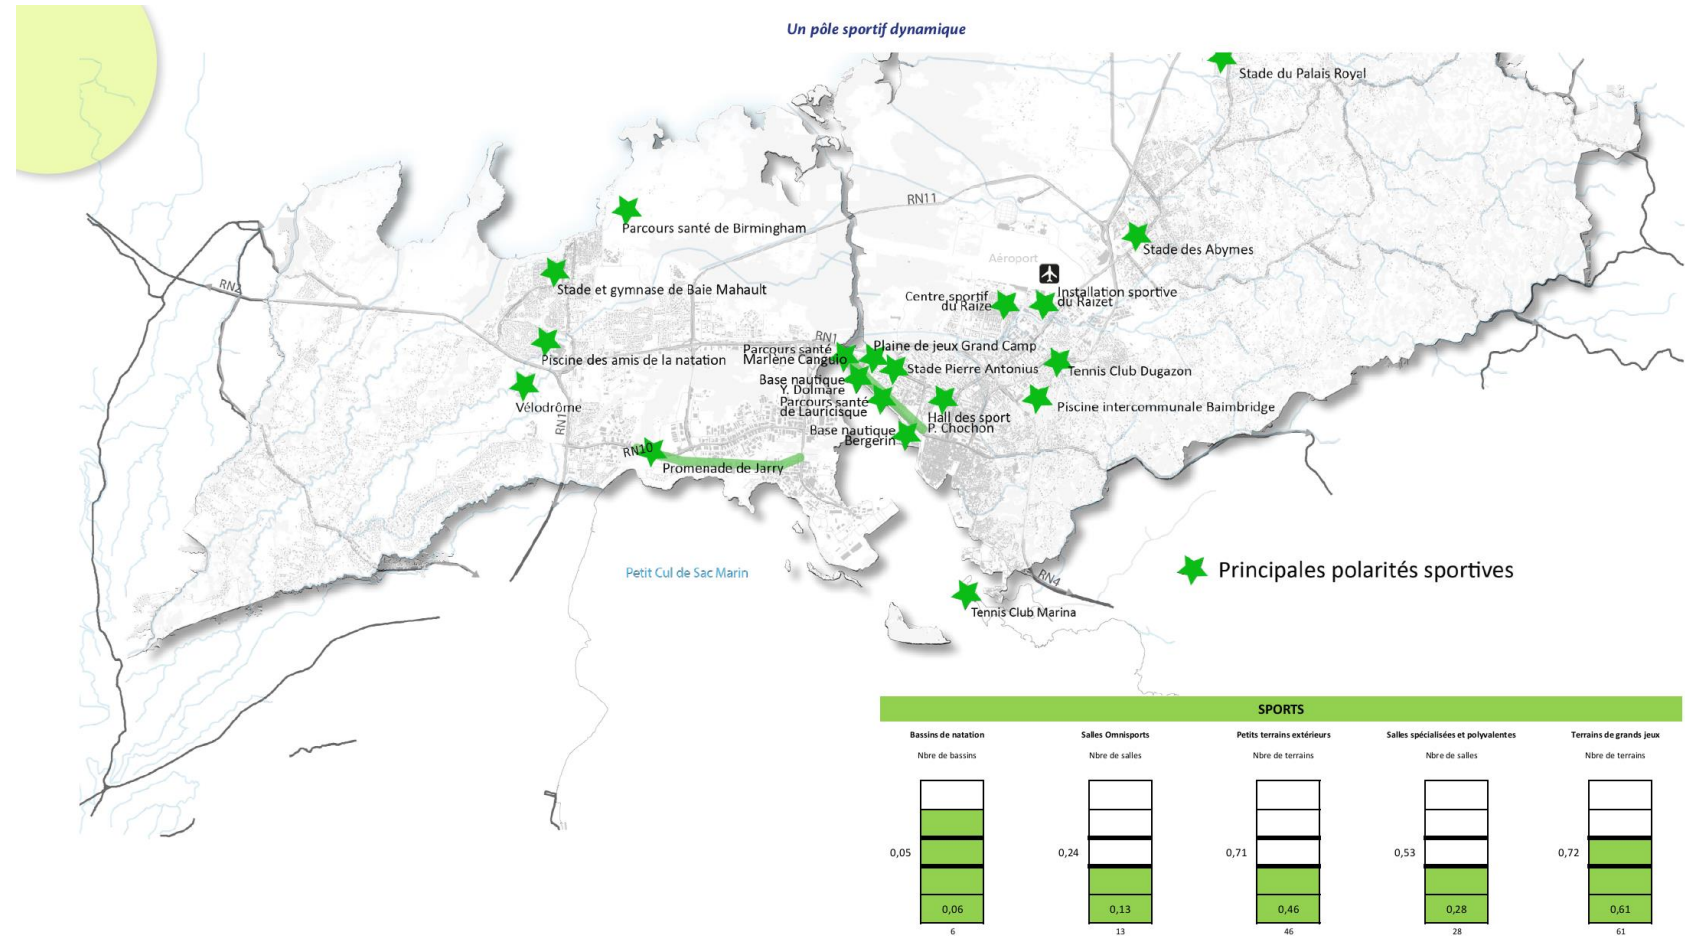 Un pôle sportif dynamique
Stade du Palais Royal
RN11
Parcours santé de Birmingham
Stade des Abymes
Aéroport
RN2
Stade et gymnase de Baie Mahault
Centre sportif
du Raize
Installation sportive
du Raizet
RN1
Parcours santé
Marlène Canguio
Plaine de jeux Grand Camp
Piscine des amis de la natation
Stade Pierre Antonius
Tennis Club Dugazon
Base nautique
Y. Dolmare
Parcours santé
de Lauricisque
Vélodrôme
RN1
Piscine intercommunale Baimbridge
Hall des sport
P. Chochon
Base nautique
Bergerin
RN10
Promenade de Jarry
Petit Cul de Sac Marin
Principales polarités sportives
RN4
Tennis Club Marina
SPORTS
Bassins de natation
Salles Omnisports
Petits terrains extérieurs
Salles spécialisées et polyvalentes
Terrains de grands jeux
Nbre de bassins
Nbre de salles
Nbre de terrains
Nbre de salles
Nbre de terrains
0,05
0,24
0,71
0,53
0,72
0,06
0,13
0,46
0,28
0,61
6
13
46
28
61